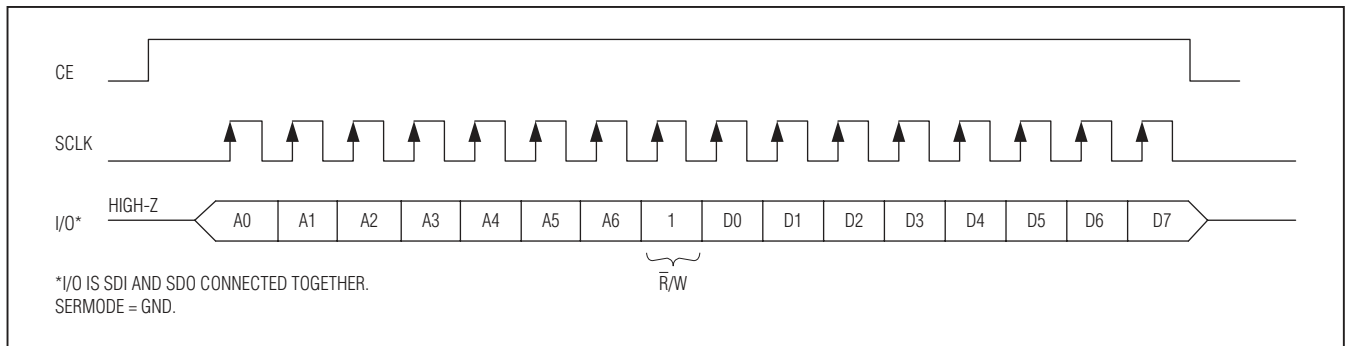 CE
SCLK
I/O*
HIGH-Z
A0 A1 A2 A3 A4 A5 A6 1 D0 D1 D2 D3 D4 D5 D6 D7
R̅/W
*I/O IS SDI AND SDO CONNECTED TOGETHER.
SERMODE = GND.